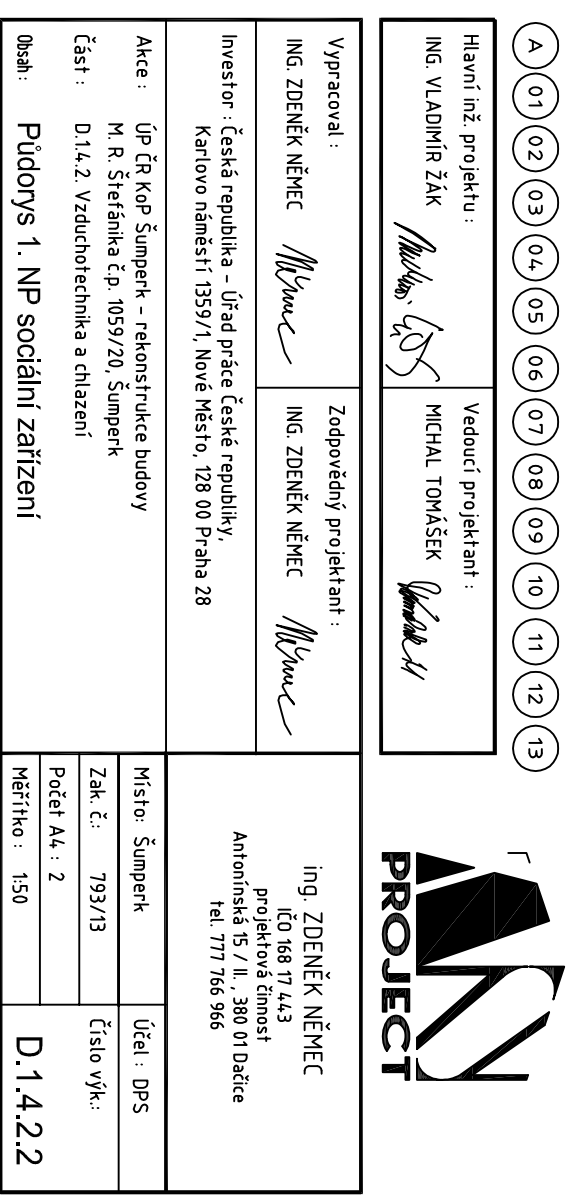 A 01 02 03 04 05 06 07 08 09 10 11 12 13
Hlavní inž. projektu :
ING. VLADIMÍR ŽÁK
Vedoucí projektant :
MICHAL TOMÁŠEK
PROJECT
Vypracoval :
ING. ZDENĚK NĚMEC
Zodpovědný projektant :
ING. ZDENĚK NĚMEC
ing. ZDENĚK NĚMEC
IČO 168 17 443
projektová činnost
Antonínská 15 / II. , 380 01 Dačice
tel. 777 766 966
Investor : Česká republika – Úřad práce České republiky,
Karlovo náměstí 1359/1, Nové Město, 128 00 Praha 28
Akce : ÚP ČR KoP Šumperk – rekonstrukce budovy
M. R. Štefánika č.p. 1059/20, Šumperk
Část : D.1.4.2. Vzduchotechnika a chlazení
Obsah : Půdorys 1. NP sociální zařízení
Místo: Šumperk
Účel : DPS
Zak. č.: 793/13
Číslo výk.:
Počet A4 : 2
Měřítko : 1:50
D.1.4.2.2